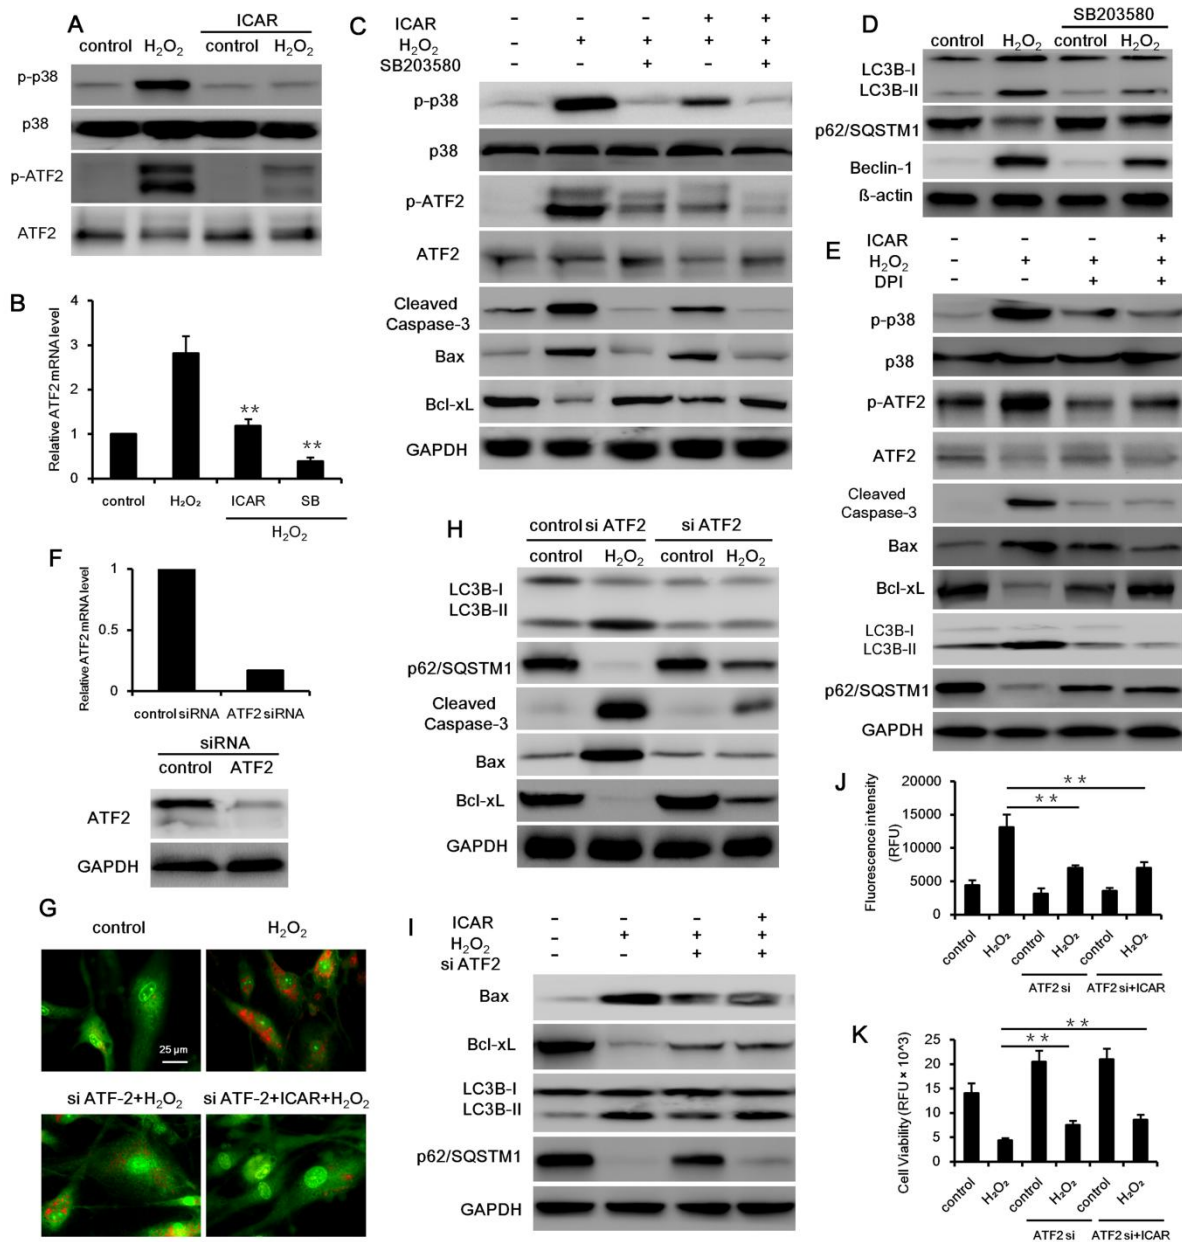 A
ICAR
control H₂O₂ control H₂O₂
p-p38
p38
p-ATF2
ATF2
B
Relative ATF2 mRNA level
4
3
2
1
0
**
**
control H₂O₂ ICAR SB
H₂O₂
C
ICAR - - - + +
H₂O₂ - + + + +
SB203580 - - + - +
p-p38
p38
p-ATF2
ATF2
Cleaved
Caspase-3
Bax
Bcl-xL
GAPDH
D
SB203580
control H₂O₂ control H₂O₂
LC3B-I
LC3B-II
p62/SQSTM1
Beclin-1
ß-actin
E
ICAR - - - +
H₂O₂ - + + +
DPI - - + +
p-p38
p38
p-ATF2
ATF2
Cleaved
Caspase-3
Bax
Bcl-xL
LC3B-I
LC3B-II
p62/SQSTM1
GAPDH
F
Relative ATF2 mRNA level
1
0.5
0
control siRNA ATF2 siRNA
siRNA
control ATF2
ATF2
GAPDH
G
control H₂O₂
25 µm
si ATF-2+H₂O₂ si ATF-2+ICAR+H₂O₂
H
control si ATF2 si ATF2
control H₂O₂ control H₂O₂
LC3B-I
LC3B-II
p62/SQSTM1
Cleaved
Caspase-3
Bax
Bcl-xL
GAPDH
I
ICAR - - - +
H₂O₂ - + + +
si ATF2 - - + +
Bax
Bcl-xL
LC3B-I
LC3B-II
p62/SQSTM1
GAPDH
J
Fluorescence intensity
(RFU)
20000
15000
10000
5000
0
**
**
control H₂O₂ control H₂O₂ control H₂O₂
ATF2 si ATF2 si+ICAR
K
Cell Viability (RFU × 10^3)
25
20
15
10
5
0
**
**
control H₂O₂ control H₂O₂ control H₂O₂
ATF2 si ATF2 si+ICAR